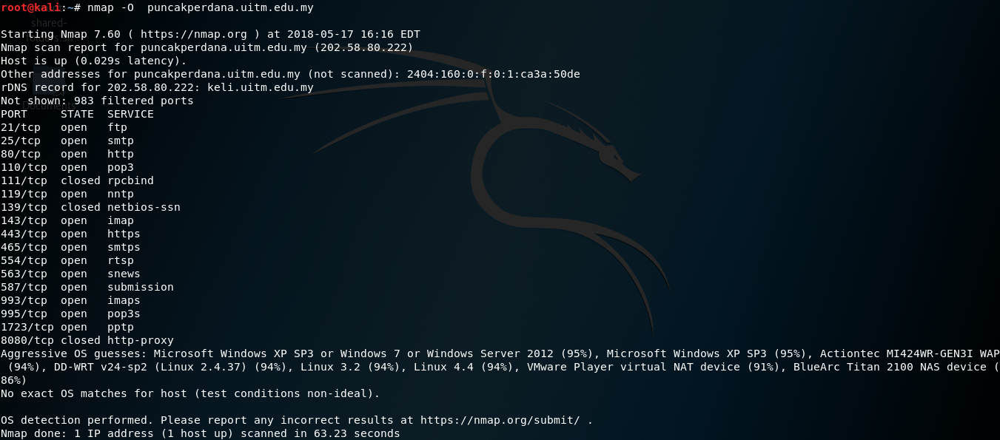 root@kali:~# nmap -O  puncakperdana.uitm.edu.my
shared-
Starting Nmap 7.60 ( https://nmap.org ) at 2018-05-17 16:16 EDT
Nmap scan report for puncakperdana.uitm.edu.my (202.58.80.222)
Host is up (0.029s latency).
Other addresses for puncakperdana.uitm.edu.my (not scanned): 2404:160:0:f:0:1:ca3a:50de
rDNS record for 202.58.80.222: keli.uitm.edu.my
Not shown: 983 filtered ports
Documents
PORT     STATE  SERVICE
21/tcp   open   ftp
25/tcp   open   smtp
80/tcp   open   http
110/tcp  open   pop3
111/tcp  closed rpcbind
119/tcp  open   nntp
139/tcp  closed netbios-ssn
143/tcp  open   imap
443/tcp  open   https
465/tcp  open   smtps
554/tcp  open   rtsp
563/tcp  open   snews
587/tcp  open   submission
993/tcp  open   imaps
995/tcp  open   pop3s
1723/tcp open   pptp
8080/tcp closed http-proxy
Aggressive OS guesses: Microsoft Windows XP SP3 or Windows 7 or Windows Server 2012 (95%), Microsoft Windows XP SP3 (95%), Actiontec MI424WR-GEN3I WAP
 (94%), DD-WRT v24-sp2 (Linux 2.4.37) (94%), Linux 3.2 (94%), Linux 4.4 (94%), VMware Player virtual NAT device (91%), BlueArc Titan 2100 NAS device (
86%)
No exact OS matches for host (test conditions non-ideal).
OS detection performed. Please report any incorrect results at https://nmap.org/submit/ .
Nmap done: 1 IP address (1 host up) scanned in 63.23 seconds